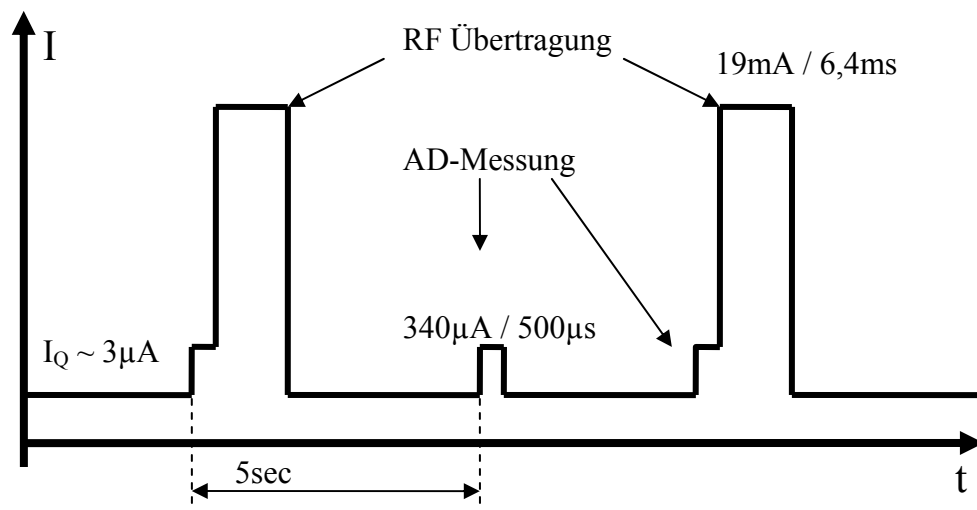 I
RF Übertragung
19mA / 6,4ms
AD-Messung
340µA / 500µs
I_Q ~ 3µA
5sec
t